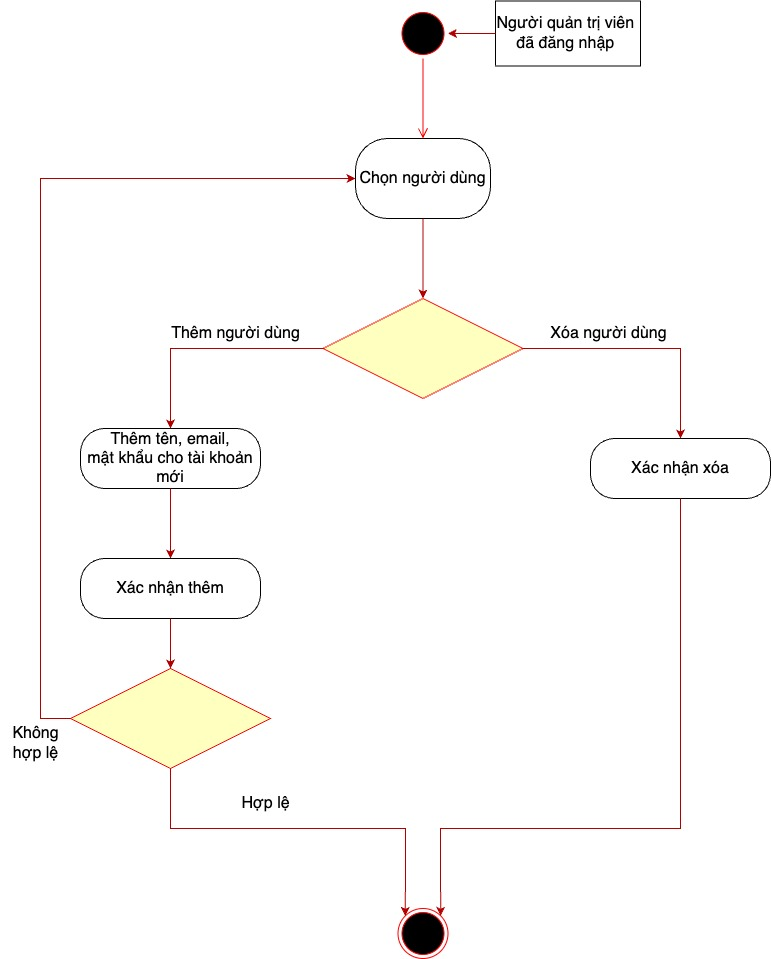 Người quản trị viên
đã đăng nhập
Chọn người dùng
Thêm người dùng
Xóa người dùng
Thêm tên, email,
mật khẩu cho tài khoản
mới
Xác nhận xóa
Xác nhận thêm
Không
hợp lệ
Hợp lệ